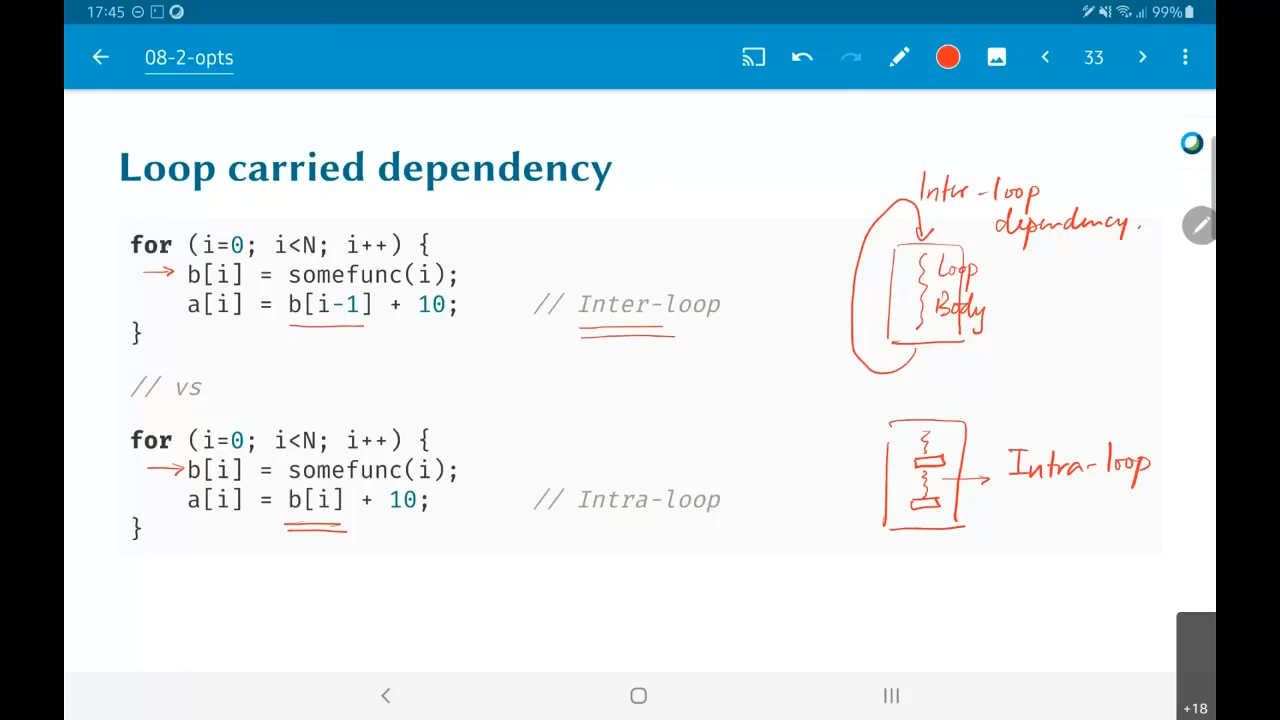 17:45
99%
08-2-opts
33
Loop carried dependency
for (i=0; i<N; i++) {
b[i] = somefunc(i);
a[i] = b[i-1] + 10; // Inter-loop
}
// vs
for (i=0; i<N; i++) {
b[i] = somefunc(i);
a[i] = b[i] + 10; // Intra-loop
}
Inter-loop
dependency.
Loop
Body
Intra-loop
+18